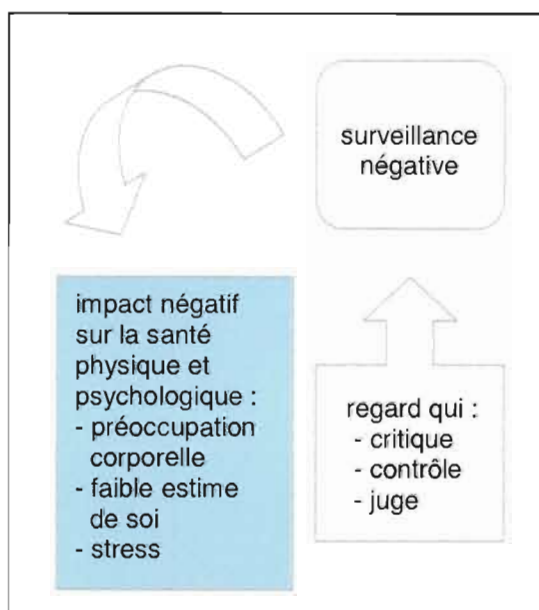 surveillance
négative
impact négatif
sur la santé
physique et
psychologique :
- préoccupation
corporelle
- faible estime
de soi
- stress
regard qui :
- critique
- contrôle
- juge